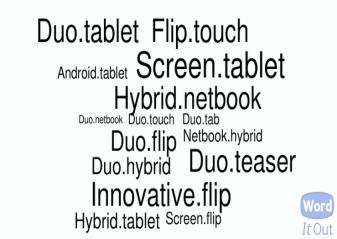 Duo.tablet Flip.touch
Android.tablet Screen.tablet
Hybrid.netbook
Duo.netbook Duo.touch Duo.tab
Duo.flip Netbook.hybrid
Duo.hybrid Duo.teaser
Innovative.flip
Hybrid.tablet Screen.flip
Word
It Out